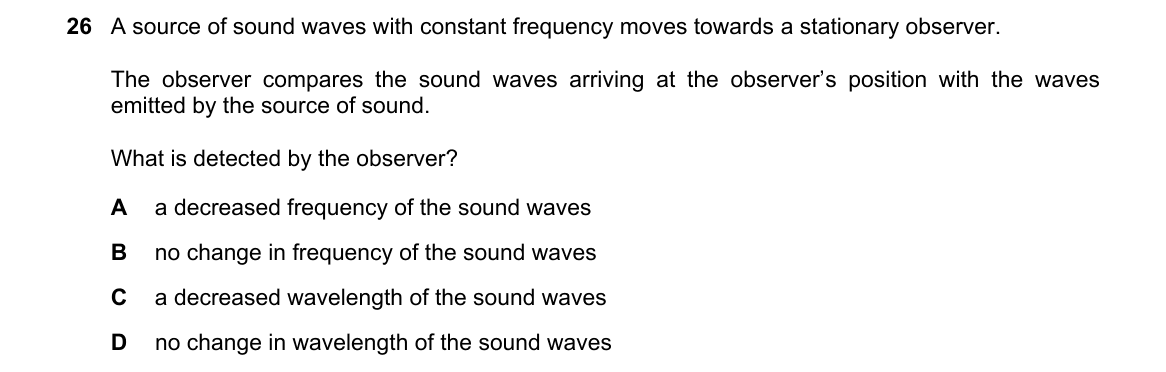 26 A source of sound waves with constant frequency moves towards a stationary observer.
The observer compares the sound waves arriving at the observer’s position with the waves
emitted by the source of sound.
What is detected by the observer?
A a decreased frequency of the sound waves
B no change in frequency of the sound waves
C a decreased wavelength of the sound waves
D no change in wavelength of the sound waves